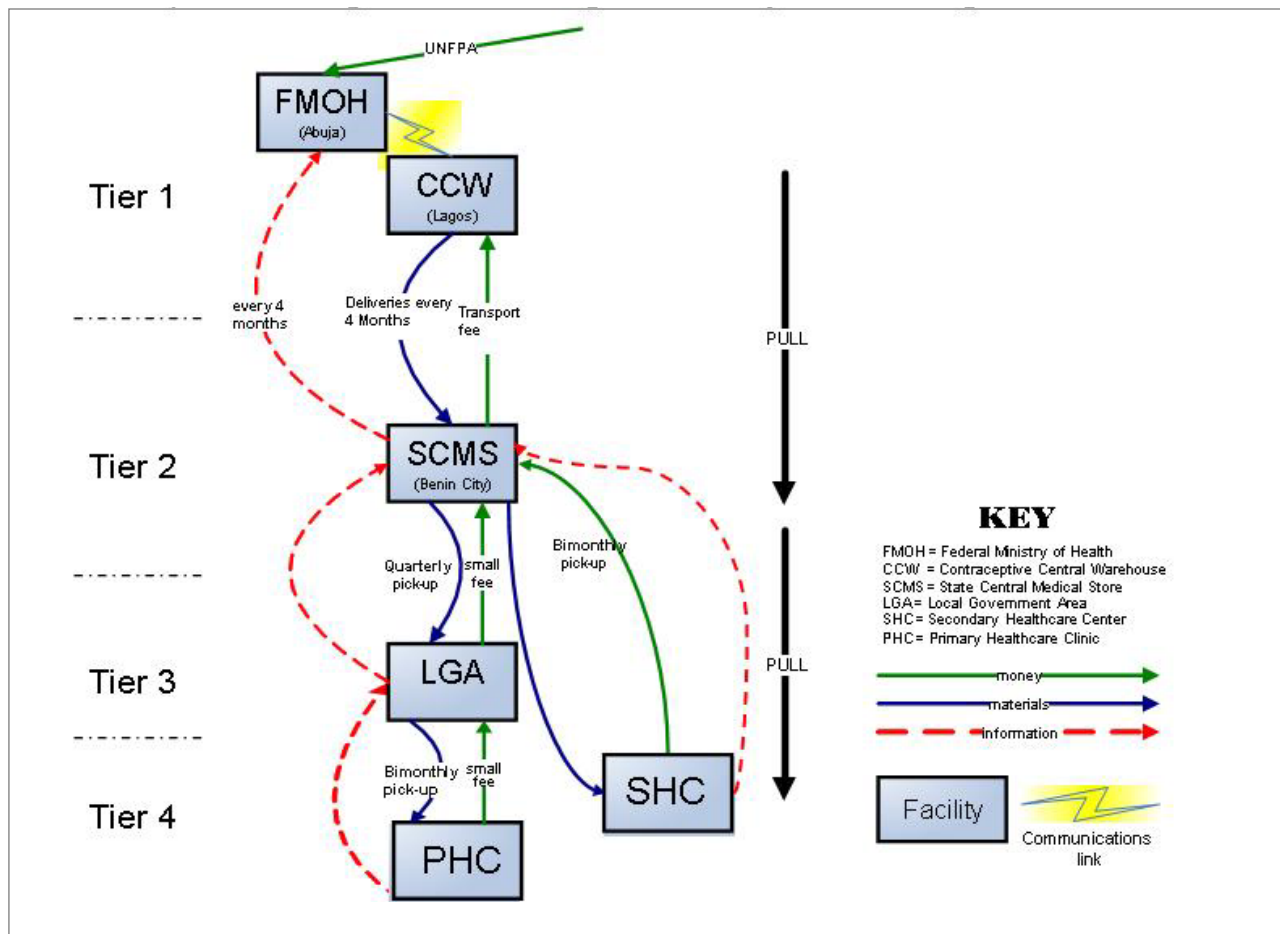 UNFPA
FMOH
(Abuja)
CCW
(Lagos)
Tier 1
every 4
months
Deliveries every
4 Months
Transport
fee
PULL
Tier 2
SCMS
(Benin City)
Quarterly
pick-up
small
fee
Bimonthly
pick-up
PULL
Tier 3
LGA
Bimonthly
pick-up
small
fee
SHC
Tier 4
PHC
KEY
FMOH = Federal Ministry of Health
CCW = Contraceptive Central Warehouse
SCMS = State Central Medical Store
LGA= Local Government Area
SHC = Secondary Healthcare Center
PHC = Primary Healthcare Clinic
money
materials
information
Facility
Communications
link